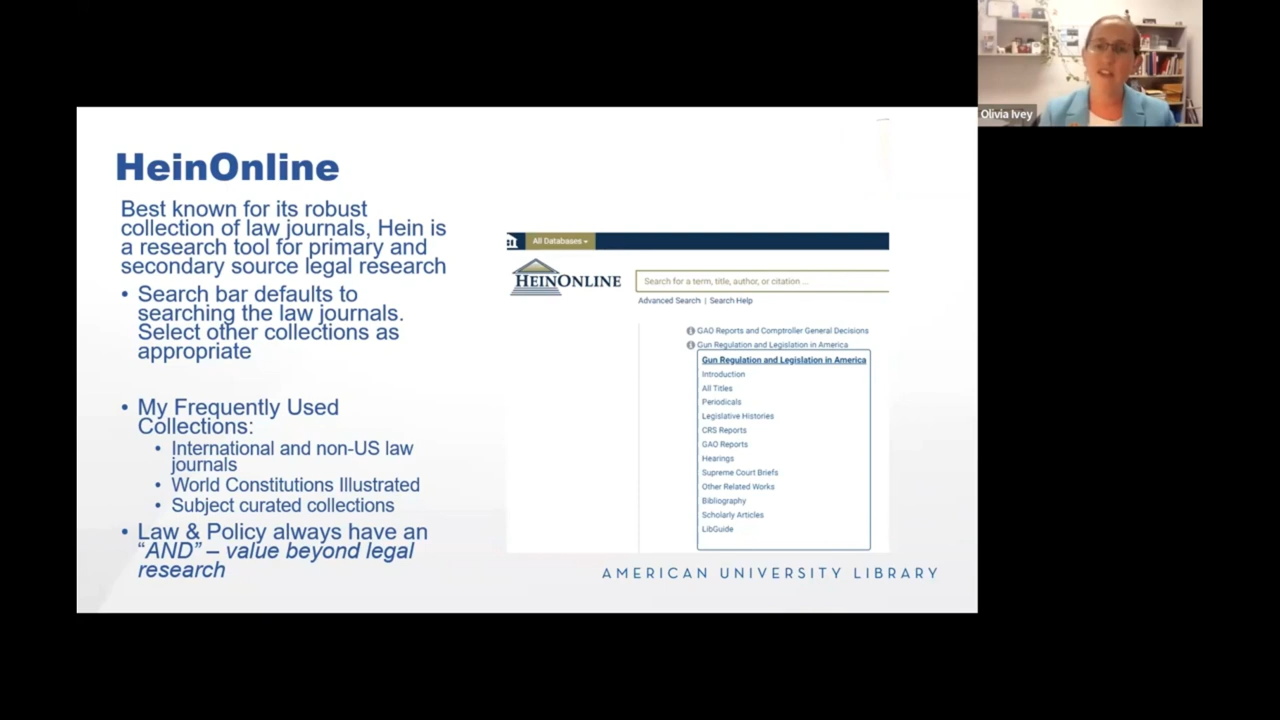 HeinOnline
Best known for its robust
collection of law journals, Hein is
a research tool for primary and
secondary source legal research
• Search bar defaults to
searching the law journals.
Select other collections as
appropriate
• My Frequently Used
Collections:
• International and non-US law
journals
• World Constitutions Illustrated
• Subject curated collections
• Law & Policy always have an
“AND” – value beyond legal
research
All Databases
HEINONLINE
Search for a term, title, author, or citation ...
Advanced Search | Search Help
GAO Reports and Comptroller General Decisions
Gun Regulation and Legislation in America
Gun Regulation and Legislation in America
Introduction
All Titles
Periodicals
Legislative Histories
CRS Reports
GAO Reports
Hearings
Supreme Court Briefs
Other Related Works
Bibliography
Scholarly Articles
LibGuide
AMERICAN UNIVERSITY LIBRARY
Olivia Ivey